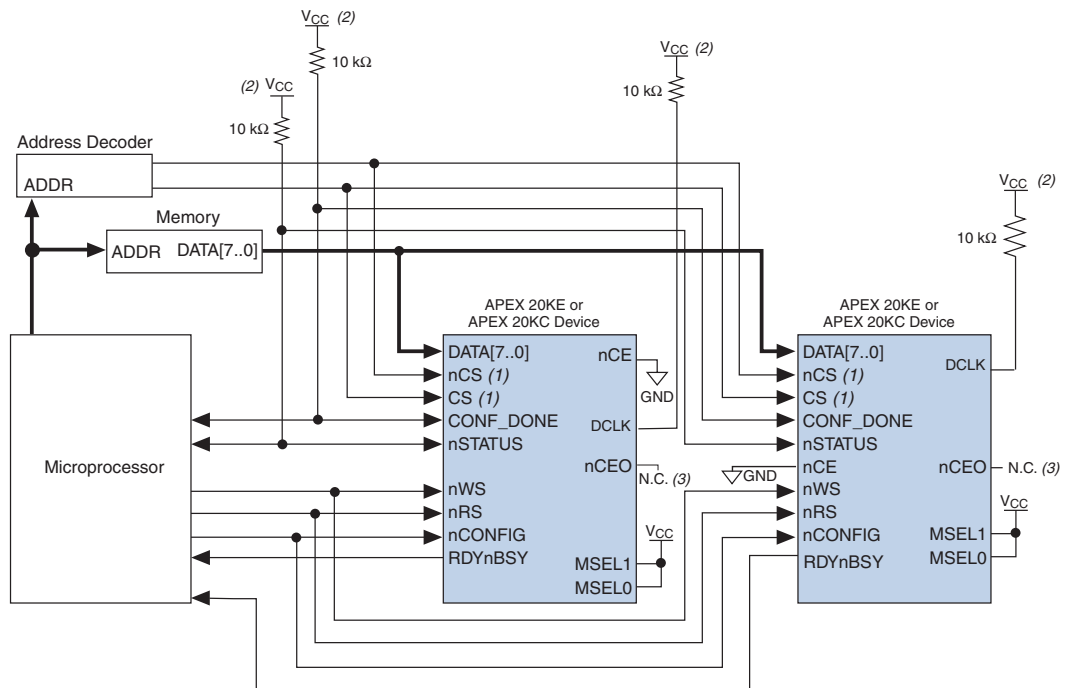 VCC (2)
10 kΩ
VCC (2)
10 kΩ
(2) VCC
10 kΩ
Address Decoder
ADDR
Memory
ADDR DATA[7..0]
VCC (2)
10 kΩ
Microprocessor
APEX 20KE or
APEX 20KC Device
DATA[7..0]
nCS (1)
CS (1)
CONF_DONE
nSTATUS
nWS
nRS
nCONFIG
RDYnBSY
nCE
GND
DCLK
nCEO
N.C. (3)
VCC
MSEL1
MSEL0
APEX 20KE or
APEX 20KC Device
DATA[7..0]
nCS (1)
CS (1)
CONF_DONE
nSTATUS
GND
nCE
nWS
nRS
nCONFIG
RDYnBSY
DCLK
nCEO
N.C. (3)
VCC
MSEL1
MSEL0